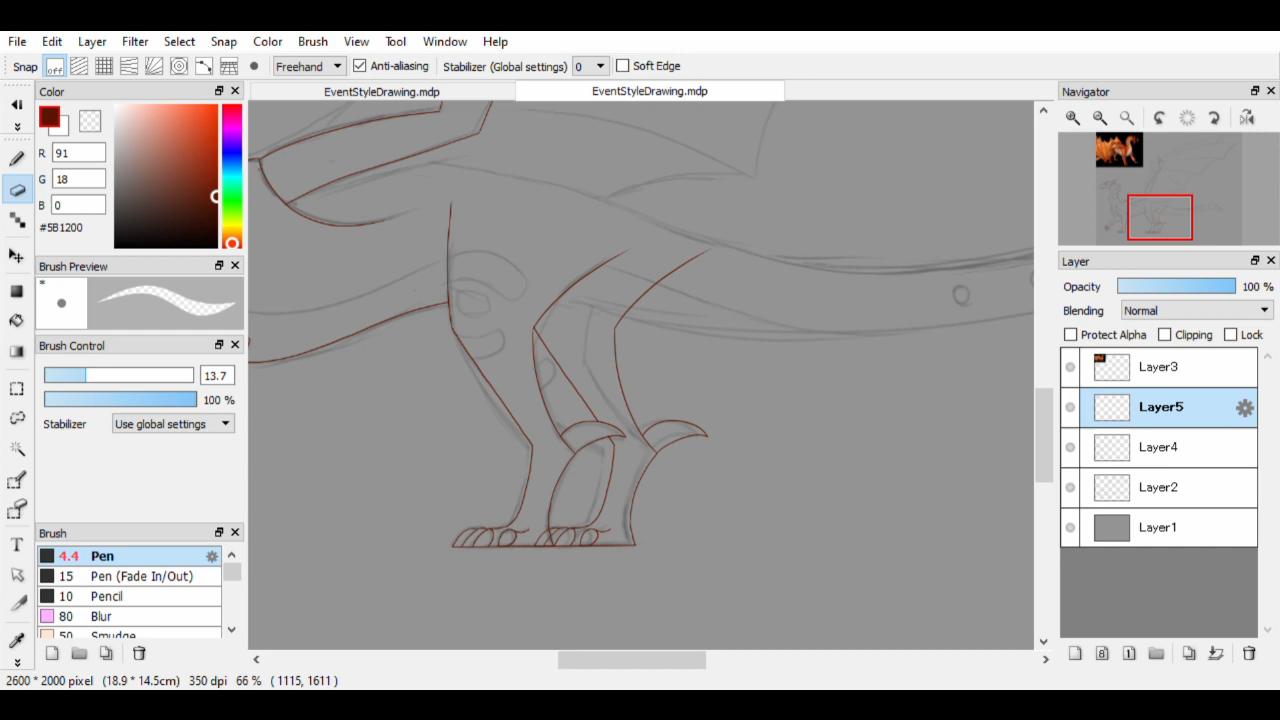 File Edit Layer Filter Select Snap Color Brush View Tool Window Help
Snap off Freehand Anti-aliasing Stabilizer (Global settings) 0 Soft Edge
Color
EventStyleDrawing.mdp EventStyleDrawing.mdp
Navigator
R 91
G 18
B 0
#5B1200
Brush Preview
*
Brush Control
13.7
100 %
Stabilizer Use global settings
Brush
4.4 Pen
15 Pen (Fade In/Out)
10 Pencil
80 Blur
50 Smudge
Layer
Opacity 100 %
Blending Normal
Protect Alpha Clipping Lock
Layer3
Layer5
Layer4
Layer2
Layer1
2600 * 2000 pixel (18.9 * 14.5cm) 350 dpi 66 % ( 1115, 1611 )